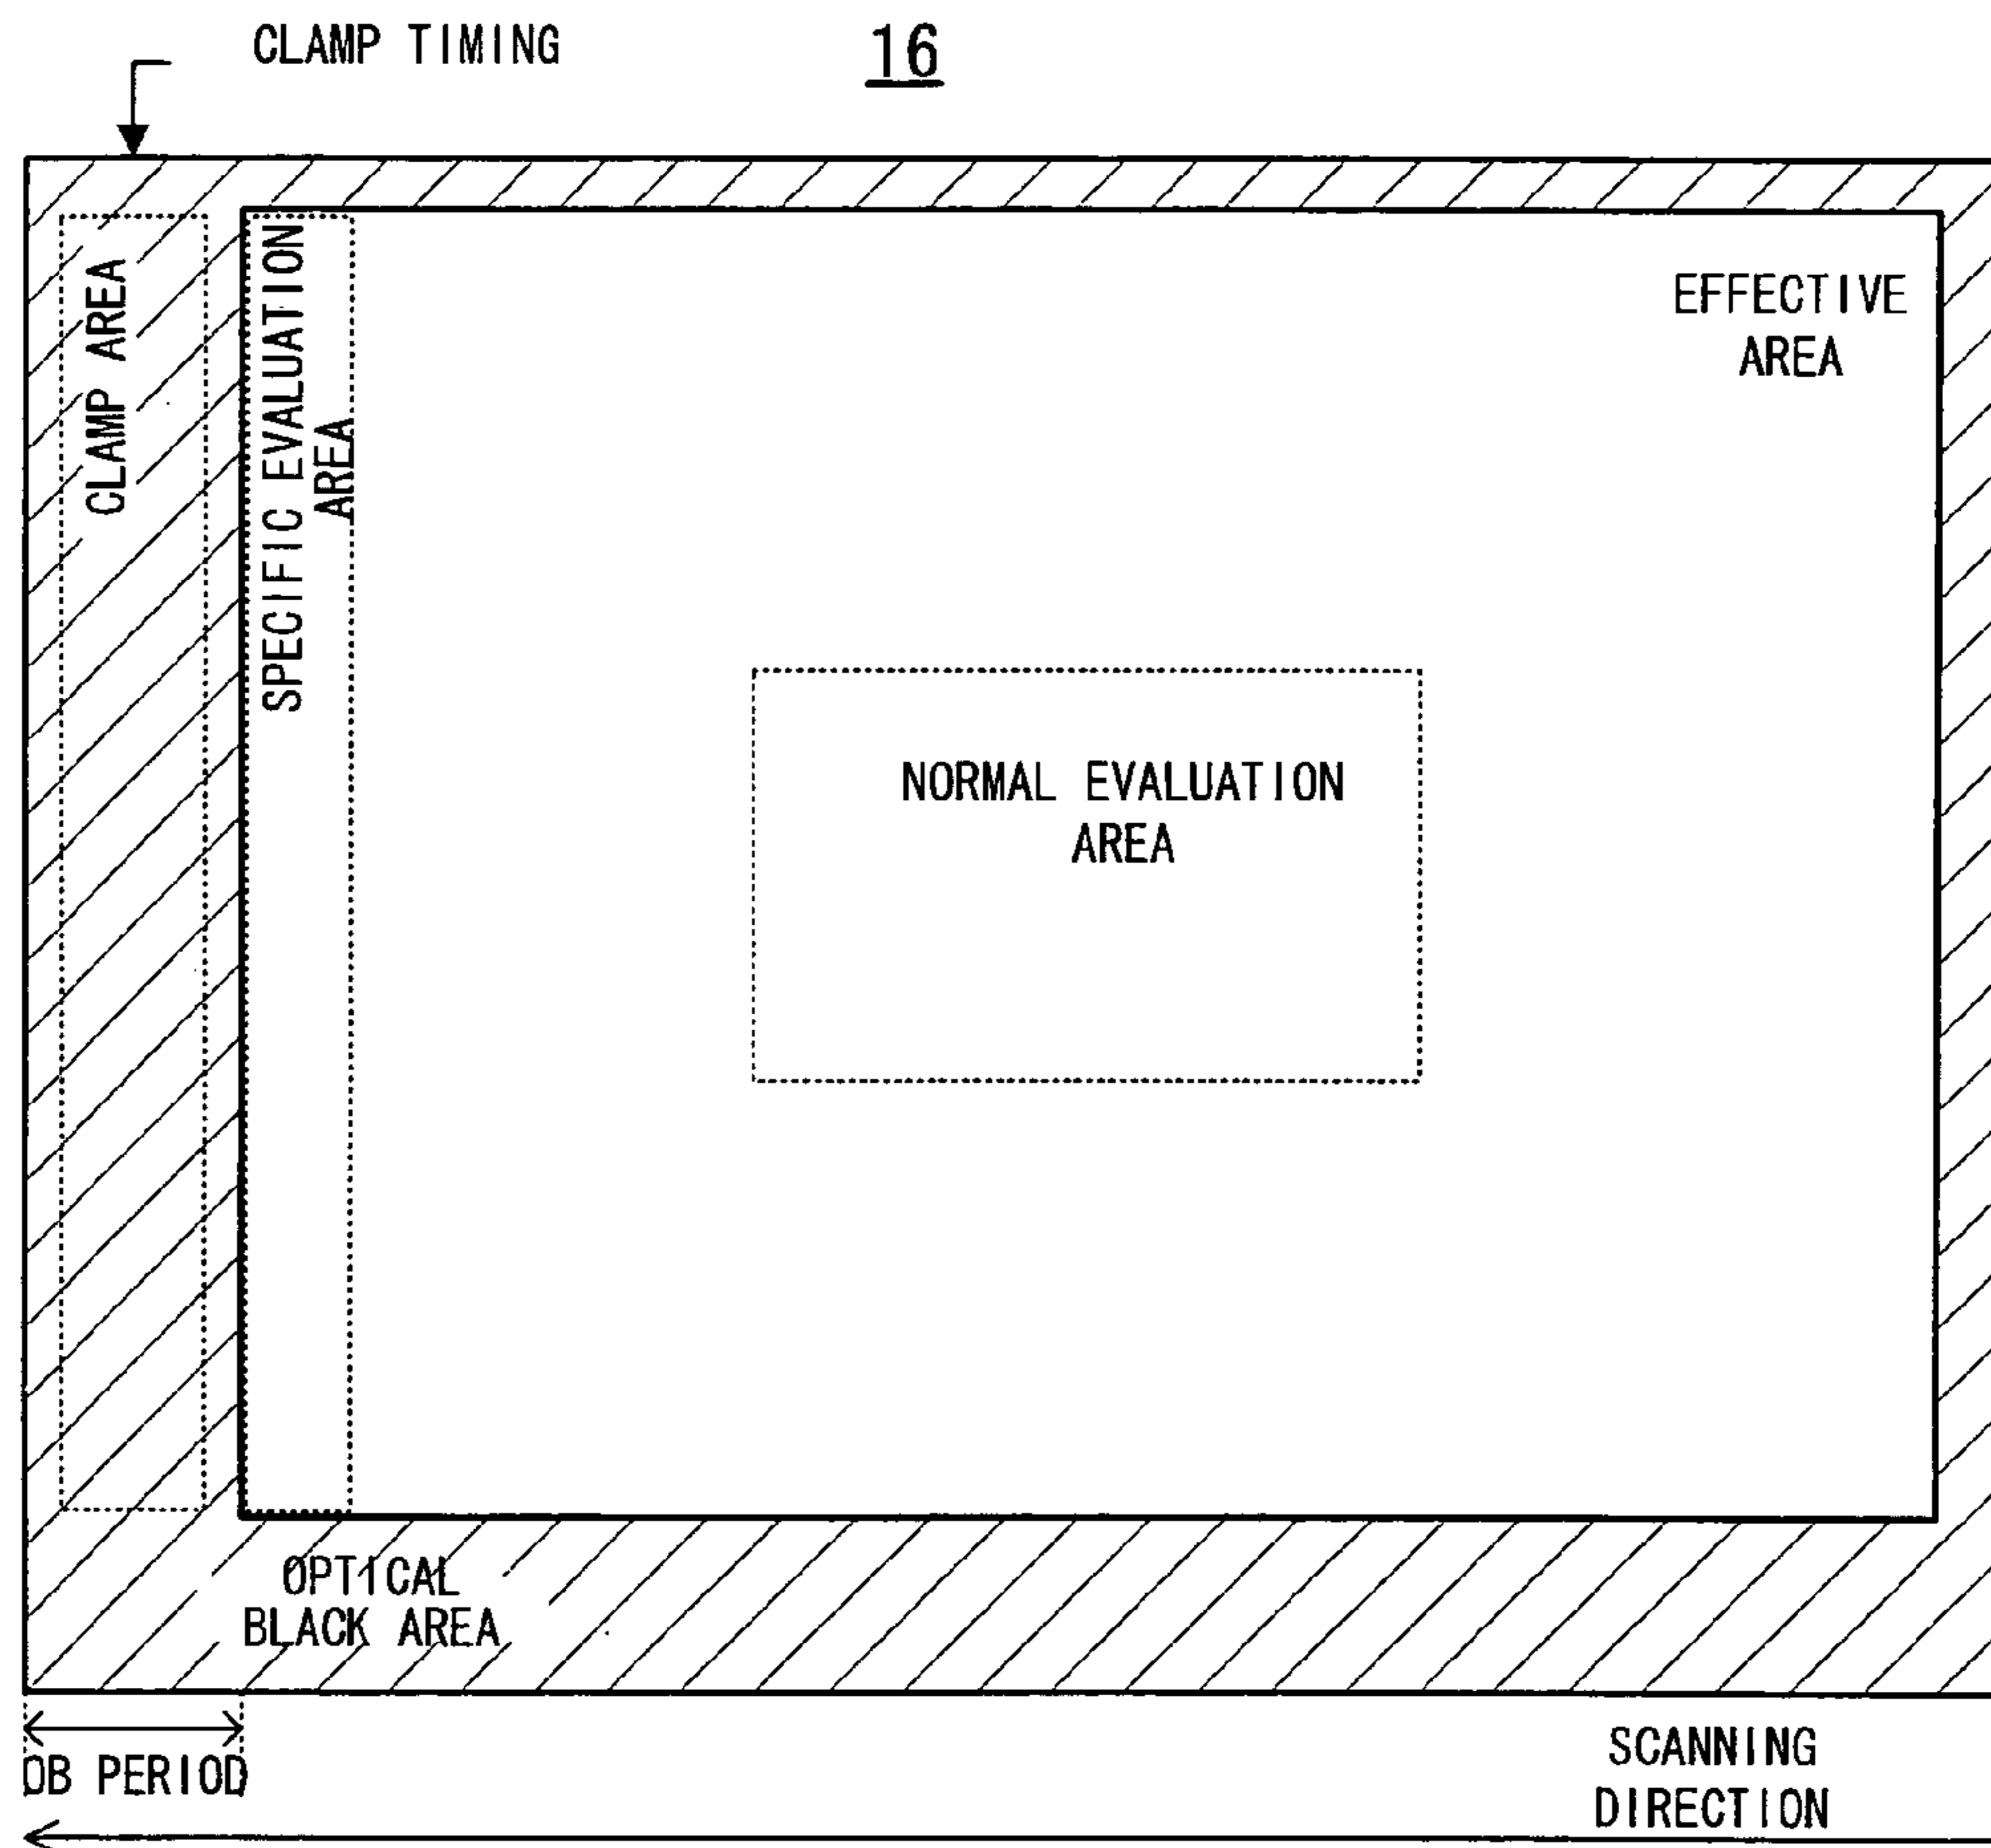 CLAMP TIMING
16
CLAMP AREA
SPECIFIC EVALUATION
AREA
EFFECTIVE
AREA
NORMAL EVALUATION
AREA
OPTICAL
BLACK AREA
OB PERIOD
SCANNING
DIRECTION